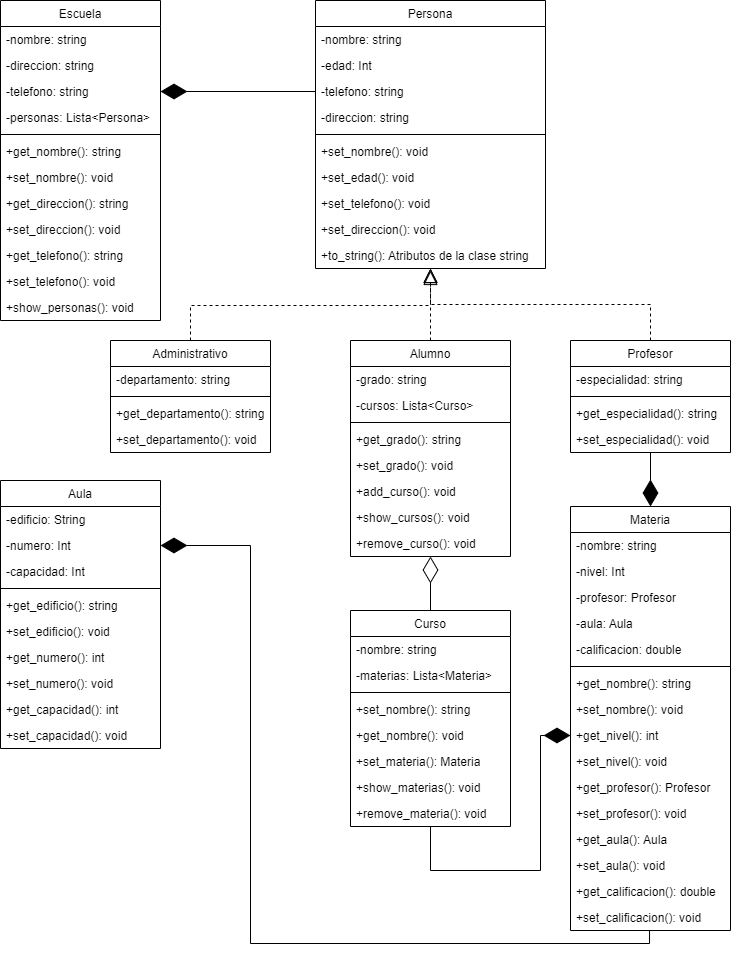 Escuela
-nombre: string
-direccion: string
-telefono: string
-personas: Lista<Persona>
+get_nombre(): string
+set_nombre(): void
+get_direccion(): string
+set_direccion(): void
+get_telefono(): string
+set_telefono(): void
+show_personas(): void
Persona
-nombre: string
-edad: Int
-telefono: string
-direccion: string
+set_nombre(): void
+set_edad(): void
+set_telefono(): void
+set_direccion(): void
+to_string(): Atributos de la clase string
Administrativo
-departamento: string
+get_departamento(): string
+set_departamento(): void
Alumno
-grado: string
-cursos: Lista<Curso>
+get_grado(): string
+set_grado(): void
+add_curso(): void
+show_cursos(): void
+remove_curso(): void
Profesor
-especialidad: string
+get_especialidad(): string
+set_especialidad(): void
Aula
-edificio: String
-numero: Int
-capacidad: Int
+get_edificio(): string
+set_edificio(): void
+get_numero(): int
+set_numero(): void
+get_capacidad(): int
+set_capacidad(): void
Curso
-nombre: string
-materias: Lista<Materia>
+set_nombre(): string
+get_nombre(): void
+set_materia(): Materia
+show_materias(): void
+remove_materia(): void
Materia
-nombre: string
-nivel: Int
-profesor: Profesor
-aula: Aula
-calificacion: double
+get_nombre(): string
+set_nombre(): void
+get_nivel(): int
+set_nivel(): void
+get_profesor(): Profesor
+set_profesor(): void
+get_aula(): Aula
+set_aula(): void
+get_calificacion(): double
+set_calificacion(): void